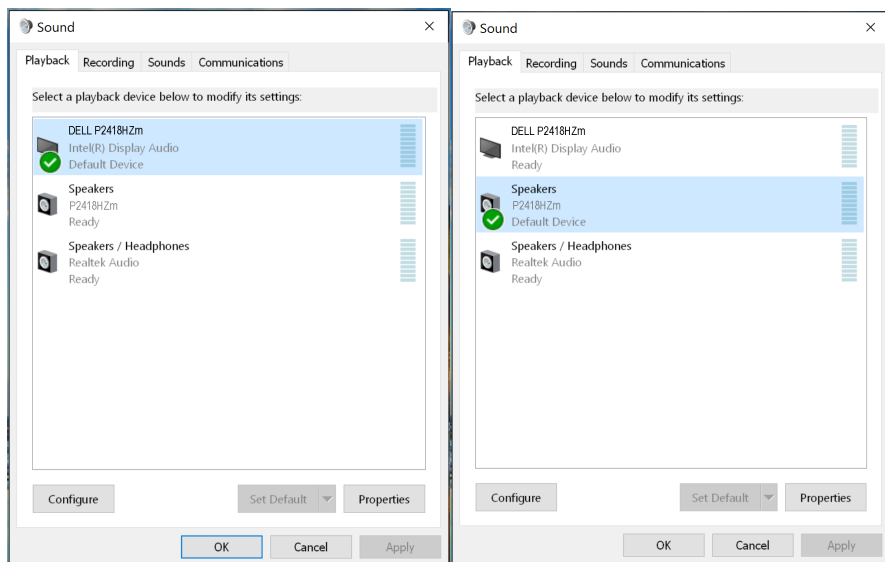 Sound
Playback Recording Sounds Communications
Select a playback device below to modify its settings:
DELL P2418HZm
Intel(R) Display Audio
Default Device
Speakers
P2418HZm
Ready
Speakers / Headphones
Realtek Audio
Ready
Configure Set Default Properties
OK Cancel Apply
Sound
Playback Recording Sounds Communications
Select a playback device below to modify its settings:
DELL P2418HZm
Intel(R) Display Audio
Ready
Speakers
P2418HZm
Default Device
Speakers / Headphones
Realtek Audio
Ready
Configure Set Default Properties
OK Cancel Apply